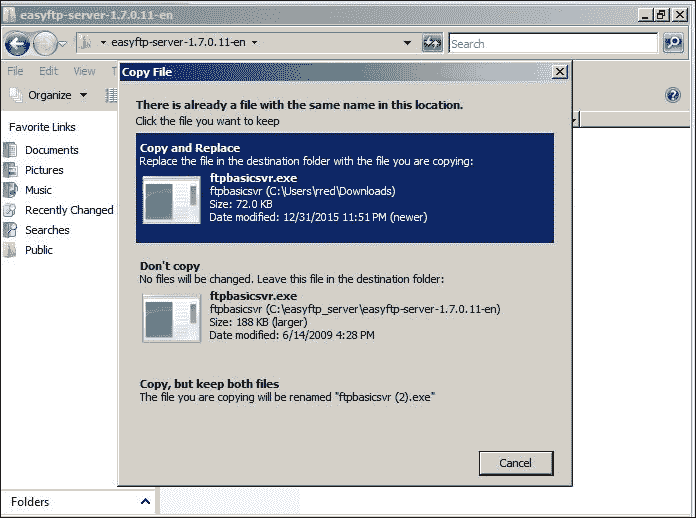 easyftp-server-1.7.0.11-en
easyftp-server-1.7.0.11-en
Search
File Edit View T
Copy File
Organize
There is already a file with the same name in this location.
Click the file you want to keep
Favorite Links
Documents
Pictures
Music
Recently Changed
Searches
Public
Copy and Replace
Replace the file in the destination folder with the file you are copying:
ftpbasicsvr.exe
ftpbasicsvr (C:\Users\rred\Downloads)
Size: 72.0 KB
Date modified: 12/31/2015 11:51 PM (newer)
Don't copy
No files will be changed. Leave this file in the destination folder:
ftpbasicsvr.exe
ftpbasicsvr (C:\easyftp_server\easyftp-server-1.7.0.11-en)
Size: 188 KB (larger)
Date modified: 6/14/2009 4:28 PM
Copy, but keep both files
The file you are copying will be renamed "ftpbasicsvr (2).exe"
Cancel
Folders